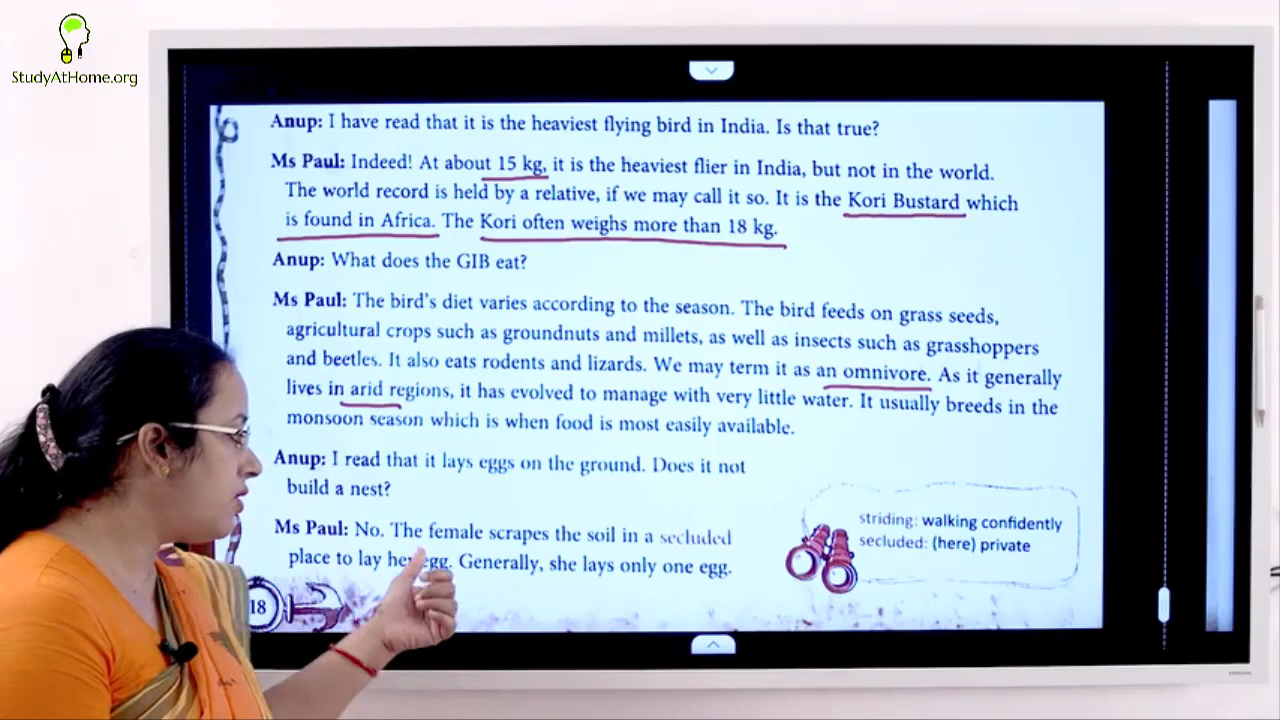 StudyAtHome.org
Anup: I have read that it is the heaviest flying bird in India. Is that true?
Ms Paul: Indeed! At about 15 kg, it is the heaviest flier in India, but not in the world.
The world record is held by a relative, if we may call it so. It is the Kori Bustard which
is found in Africa. The Kori often weighs more than 18 kg.
Anup: What does the GIB eat?
Ms Paul: The bird's diet varies according to the season. The bird feeds on grass seeds,
agricultural crops such as groundnuts and millets, as well as insects such as grasshoppers
and beetles. It also eats rodents and lizards. We may term it as an omnivore. As it generally
lives in arid regions, it has evolved to manage with very little water. It usually breeds in the
monsoon season which is when food is most easily available.
Anup: I read that it lays eggs on the ground. Does it not
build a nest?
Ms Paul: No. The female scrapes the soil in a secluded
place to lay her egg. Generally, she lays only one egg.
striding: walking confidently
secluded: (here) private
18